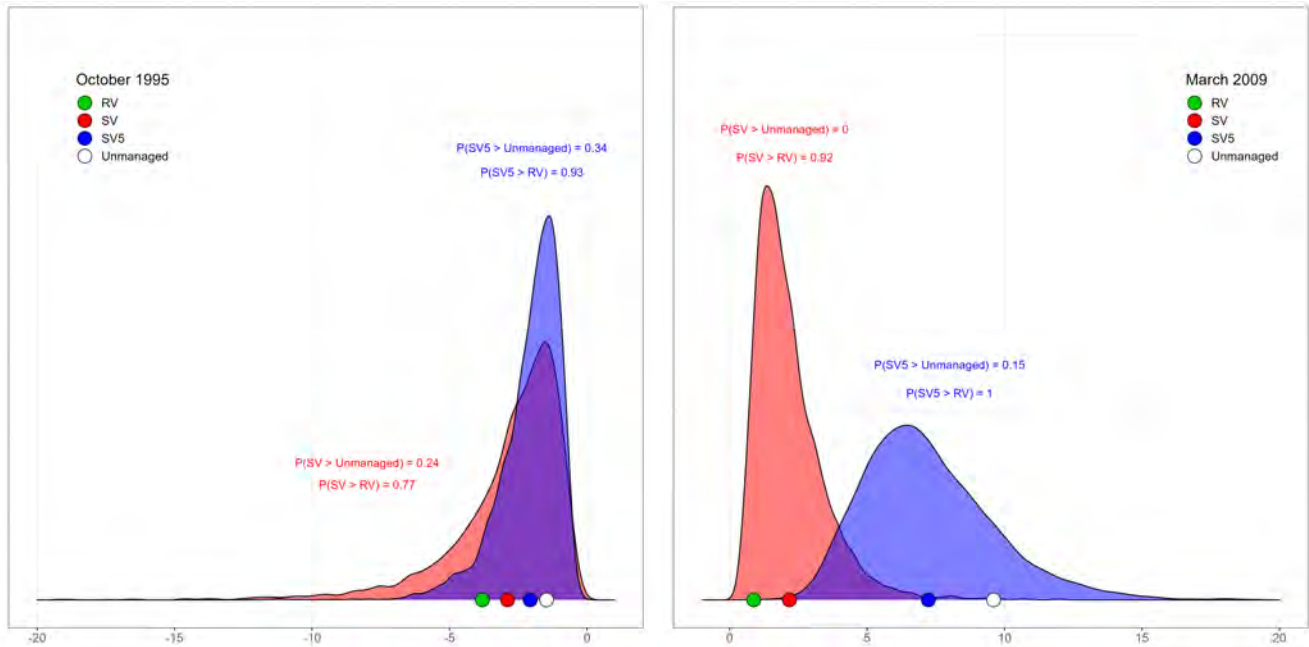 October 1995
RV
SV
SV5
Unmanaged
P(SV5 > Unmanaged) = 0.34
P(SV5 > RV) = 0.93
P(SV > Unmanaged) = 0.24
P(SV > RV) = 0.77
-20
-15
-10
-5
0
March 2009
RV
SV
SV5
Unmanaged
P(SV > Unmanaged) = 0
P(SV > RV) = 0.92
P(SV5 > Unmanaged) = 0.15
P(SV5 > RV) = 1
0
5
10
15
20